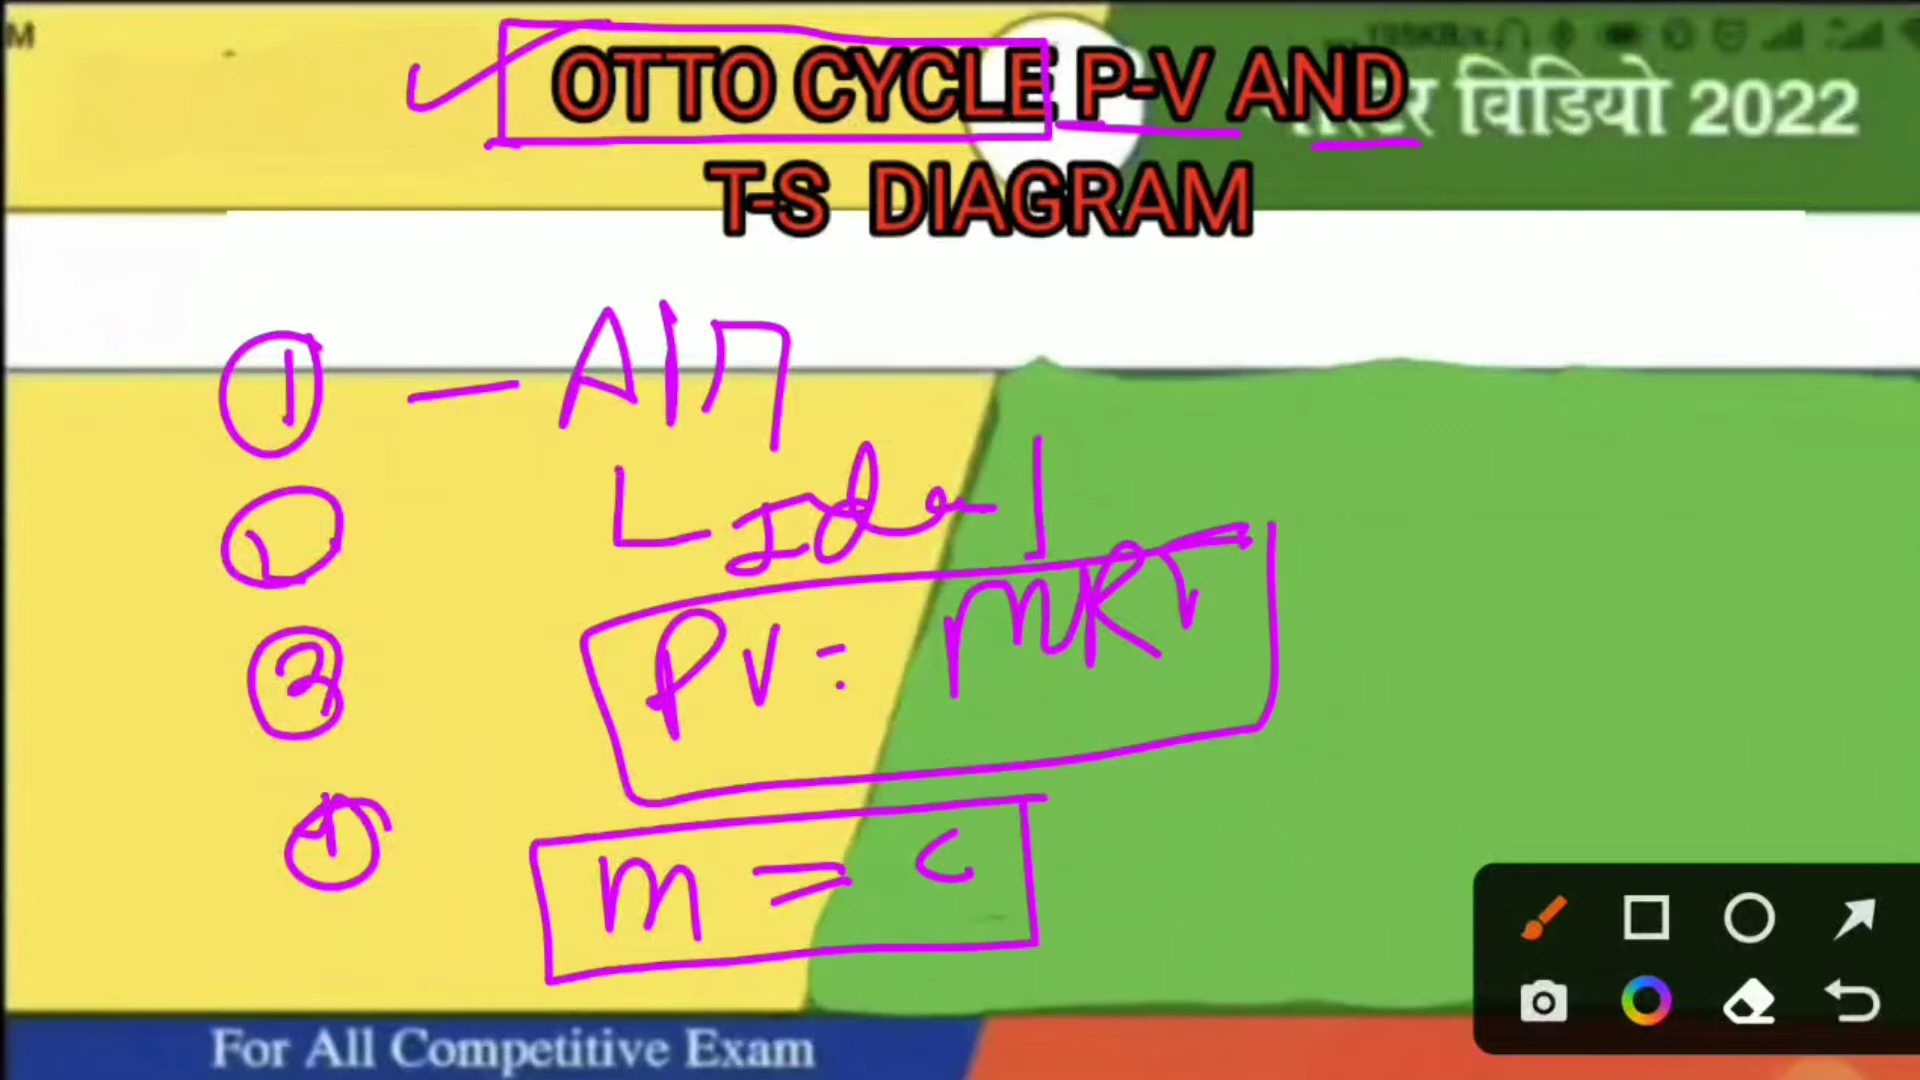 M
OTTO CYCLE P-V AND
विडियो 2022
T-S DIAGRAM
① — AIR
② Ideal
③ PV = mRT
④ m = c
For All Competitive Exam